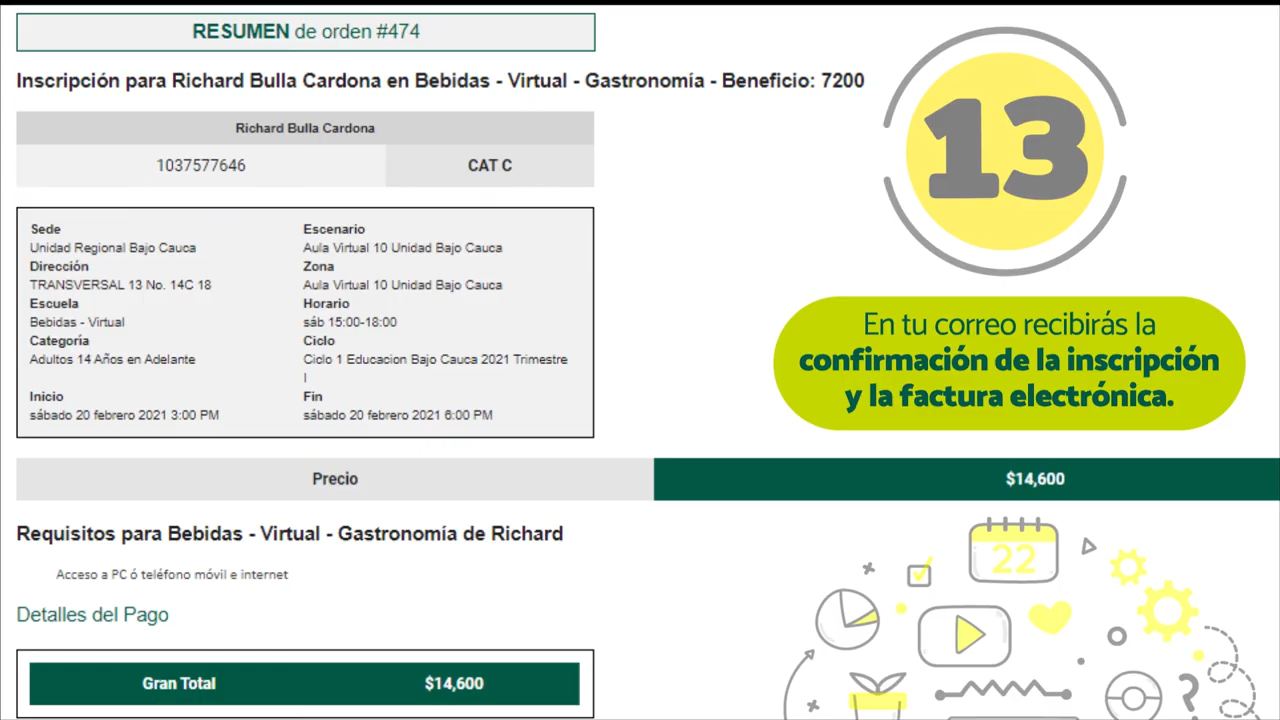 RESUMEN de orden #474
Inscripción para Richard Bulla Cardona en Bebidas - Virtual - Gastronomía - Beneficio: 7200
Richard Bulla Cardona
1037577646 CAT C
Sede Escenario
Unidad Regional Bajo Cauca Aula Virtual 10 Unidad Bajo Cauca
Dirección Zona
TRANSVERSAL 13 No. 14C 18 Aula Virtual 10 Unidad Bajo Cauca
Escuela Horario
Bebidas - Virtual sáb 15:00-18:00
Categoría Ciclo
Adultos 14 Años en Adelante Ciclo 1 Educacion Bajo Cauca 2021 Trimestre
I
Inicio Fin
sábado 20 febrero 2021 3:00 PM sábado 20 febrero 2021 6:00 PM
Precio $14,600
Requisitos para Bebidas - Virtual - Gastronomía de Richard
Acceso a PC ó teléfono móvil e internet
Detalles del Pago
Gran Total $14,600
13
En tu correo recibirás la
confirmación de la inscripción
y la factura electrónica.
22
?